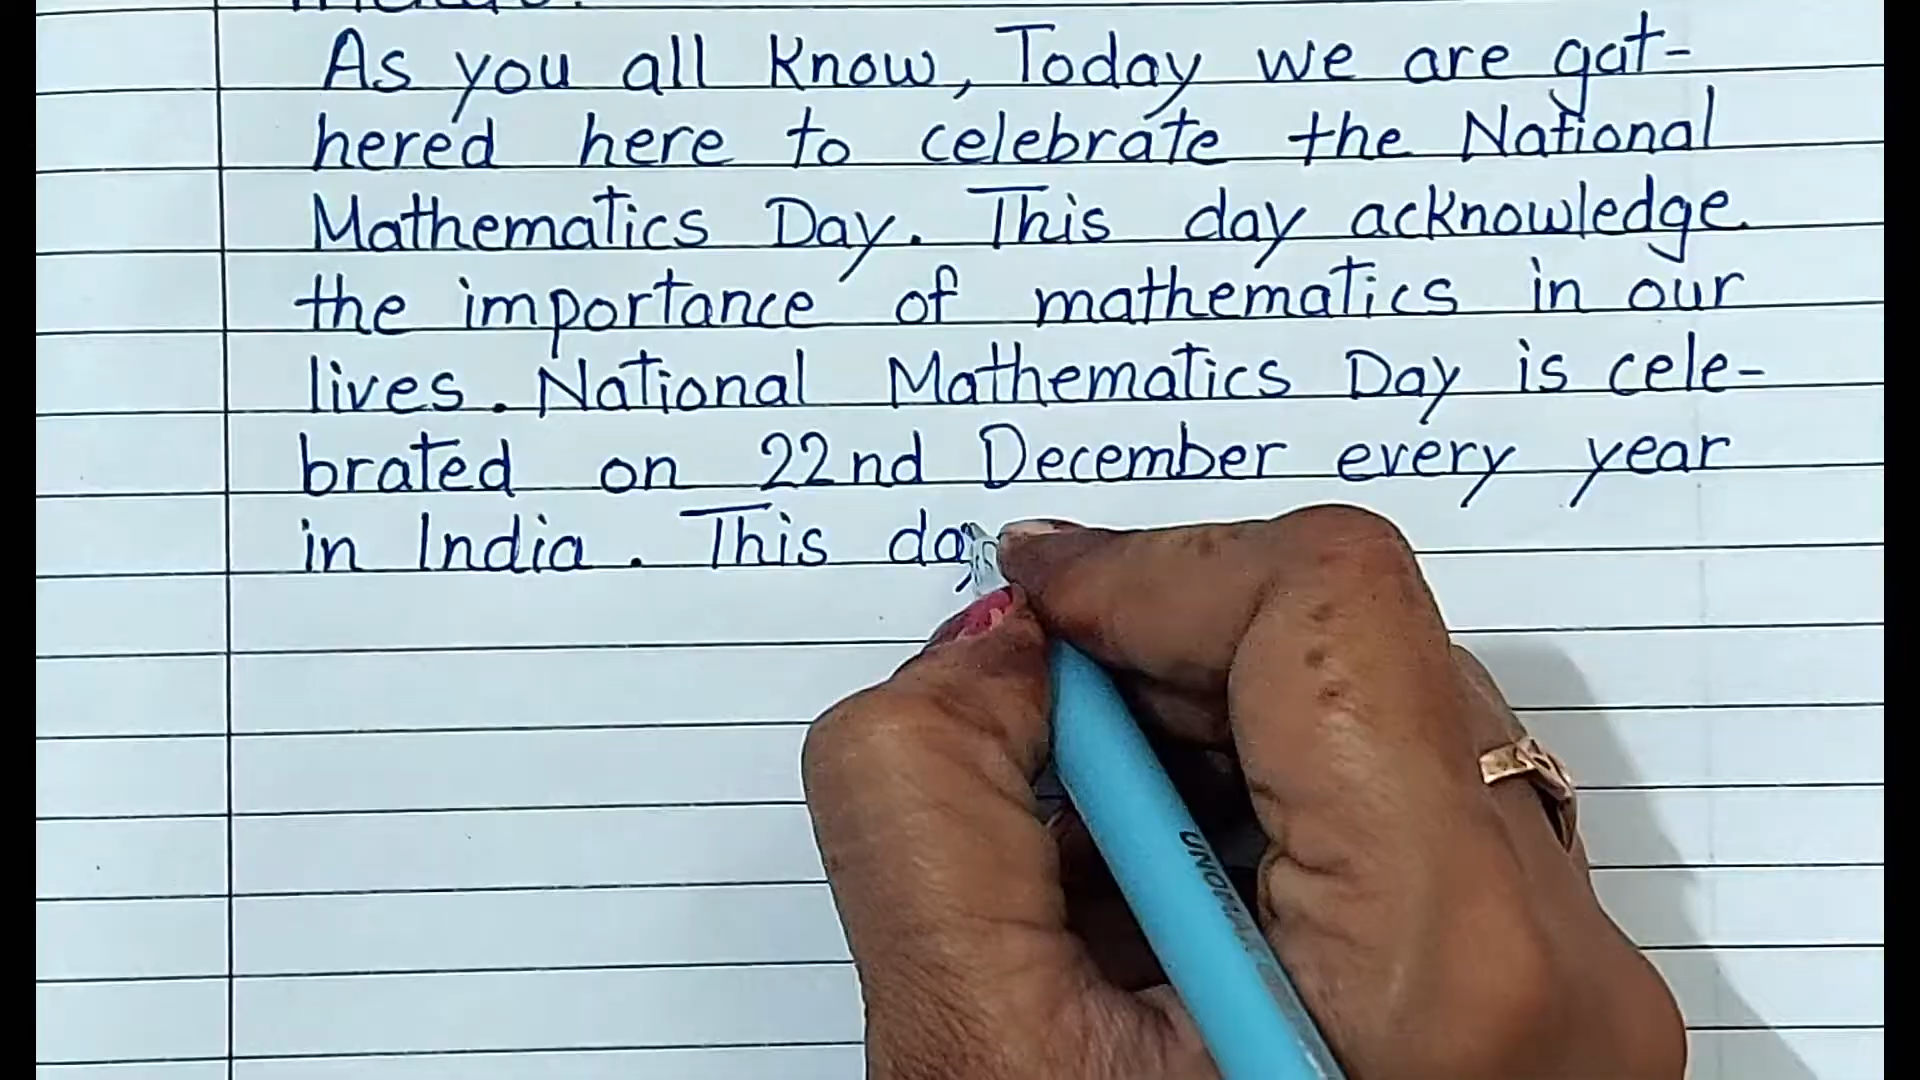 As you all know, Today we are gat-
hered here to celebrate the National
Mathematics Day. This day acknowledge
the importance of mathematics in our
lives. National Mathematics Day is cele-
brated on 22nd December every year
in India. This day